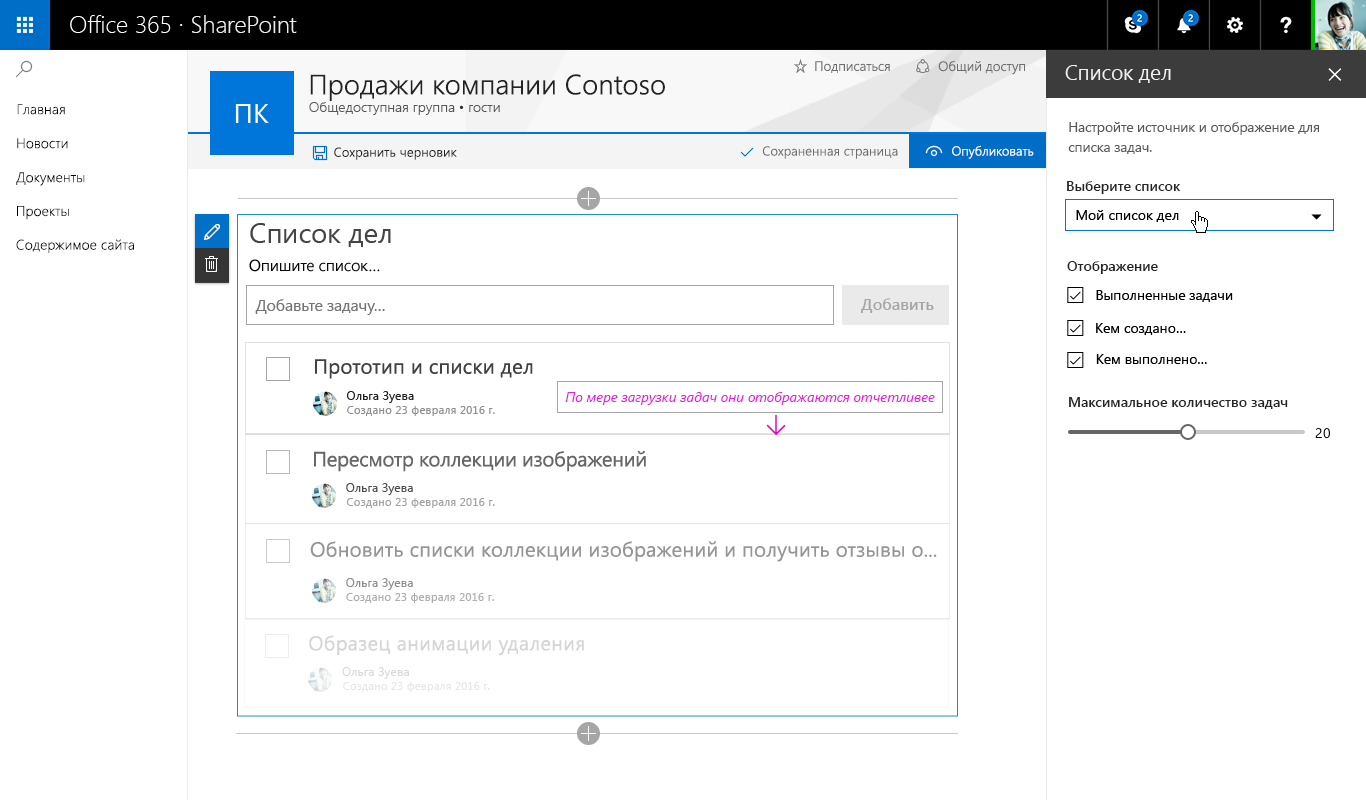 Office 365 · SharePoint
2
2
?
Главная
Новости
Документы
Проекты
Содержимое сайта
ПК
Продажи компании Contoso
Общедоступная группа • гости
Подписаться
Общий доступ
Сохранить черновик
Сохраненная страница
Опубликовать
Список дел
Опишите список...
Добавьте задачу...
Добавить
Прототип и списки дел
Ольга Зуева
Создано 23 февраля 2016 г.
По мере загрузки задач они отображаются отчетливее
Пересмотр коллекции изображений
Ольга Зуева
Создано 23 февраля 2016 г.
Обновить списки коллекции изображений и получить отзывы о...
Ольга Зуева
Создано 23 февраля 2016 г.
Образец анимации удаления
Ольга Зуева
Создано 23 февраля 2016 г.
Список дел
Настройте источник и отображение для
списка задач.
Выберите список
Мой список дел
Отображение
Выполненные задачи
Кем создано...
Кем выполнено...
Максимальное количество задач
20